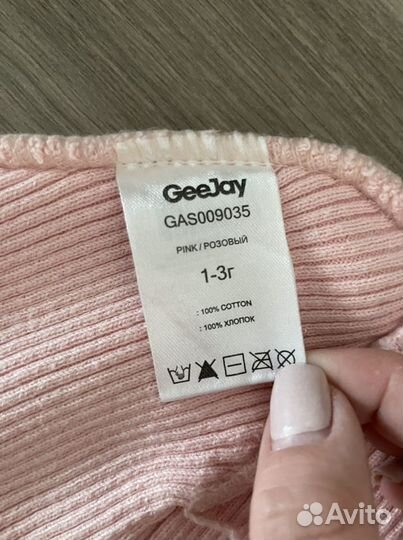 GeeJay
GAS009035
PINK / РОЗОВЫЙ
1-3г
: 100% COTTON
: 100% ХЛОПОК
Avito